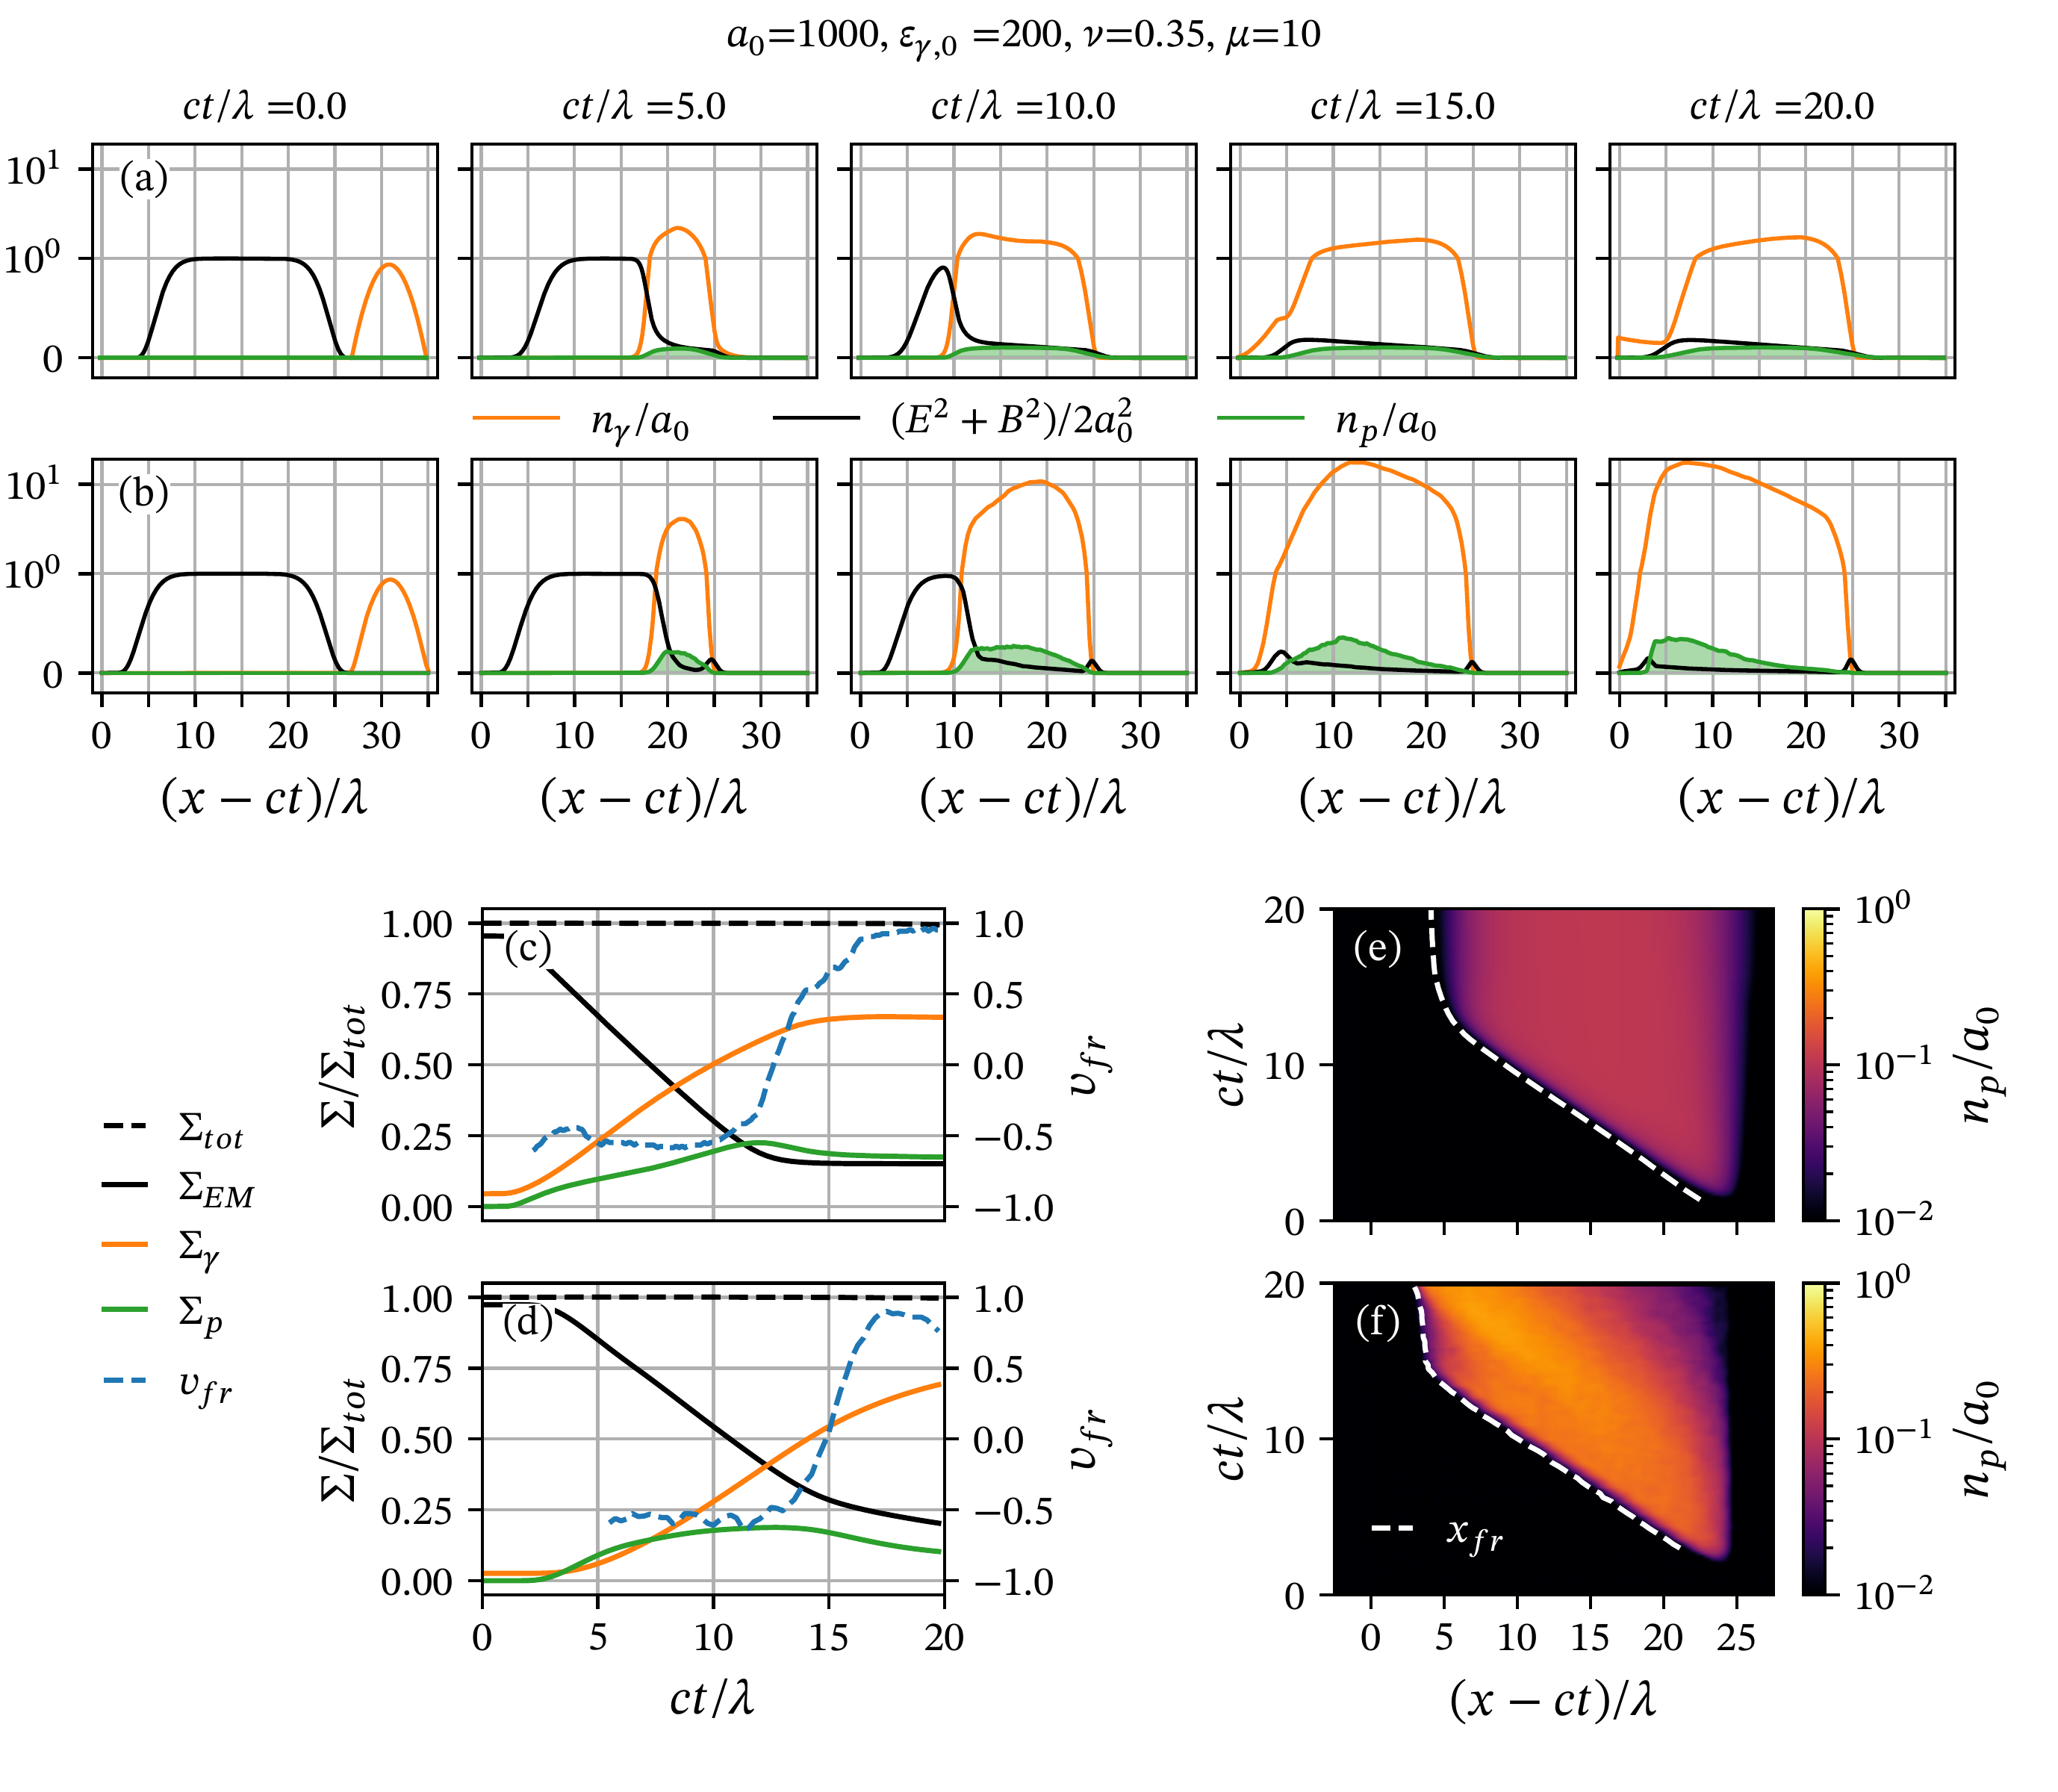 a₀=1000, ε_γ,₀ =200, ν=0.35, μ=10
ct/λ =0.0 ct/λ =5.0 ct/λ =10.0 ct/λ =15.0 ct/λ =20.0
(a)
10¹
10⁰
0
n_γ/a₀ (E² + B²)/2a₀² n_p/a₀
(b)
10¹
10⁰
0
0 10 20 30 0 10 20 30 0 10 20 30 0 10 20 30 0 10 20 30
(x − ct)/λ (x − ct)/λ (x − ct)/λ (x − ct)/λ (x − ct)/λ
Σ_tot
Σ_EM
Σ_γ
Σ_p
υ_fr
(c)
1.00
0.75
0.50
0.25
0.00
Σ/Σ_tot
1.0
0.5
0.0
−0.5
−1.0
υ_fr
(d)
1.00
0.75
0.50
0.25
0.00
Σ/Σ_tot
1.0
0.5
0.0
−0.5
−1.0
υ_fr
0 5 10 15 20
ct/λ
(e)
20
10
0
ct/λ
10⁰
10⁻¹
10⁻²
n_p/a₀
(f)
20
10
0
ct/λ
x_fr
10⁰
10⁻¹
10⁻²
n_p/a₀
0 5 10 15 20 25
(x − ct)/λ